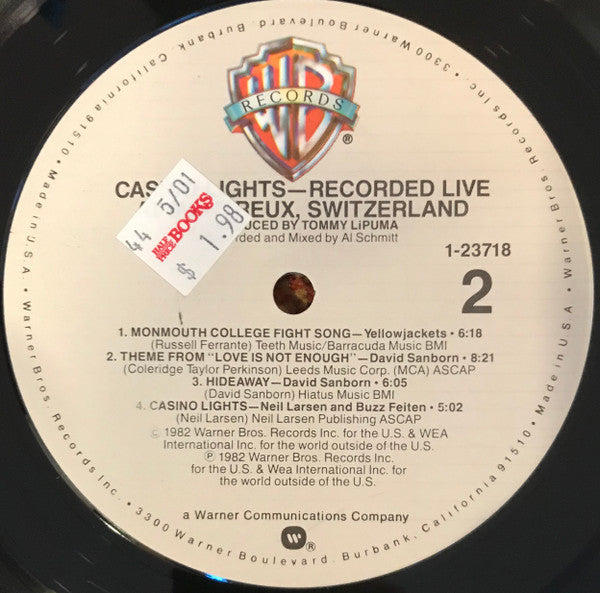 WB
RECORDS
®
CAS IGHTS—RECORDED LIVE
REUX, SWITZERLAND
UCED BY TOMMY LiPUMA
rded and Mixed by Al Schmitt
44 5/01
HALF PRICE BOOKS
$ 1.98
1-23718
2
1. MONMOUTH COLLEGE FIGHT SONG—Yellowjackets • 6:18
(Russell Ferrante) Teeth Music/Barracuda Music BMI
2. THEME FROM "LOVE IS NOT ENOUGH"—David Sanborn • 8:21
(Coleridge Taylor Perkinson) Leeds Music Corp. (MCA) ASCAP
3. HIDEAWAY—David Sanborn • 6:05
(David Sanborn) Hiatus Music BMI
4. CASINO LIGHTS—Neil Larsen and Buzz Feiten • 5:02
(Neil Larsen) Neil Larsen Publishing ASCAP
© 1982 Warner Bros. Records Inc. for the U.S. & WEA
International Inc. for the world outside of the U.S.
℗ 1982 Warner Bros. Records Inc.
for the U.S. & Wea International Inc. for the
world outside of the U.S.
a Warner Communications Company
®
Warner Bros. Records Inc. • 3300 Warner Boulevard, Burbank, California 91510 • Made in U.S.A. •
Warner Bros. Records Inc. • 3300 Warner Boulevard, Burbank, California 91510 • Made in U.S.A. •